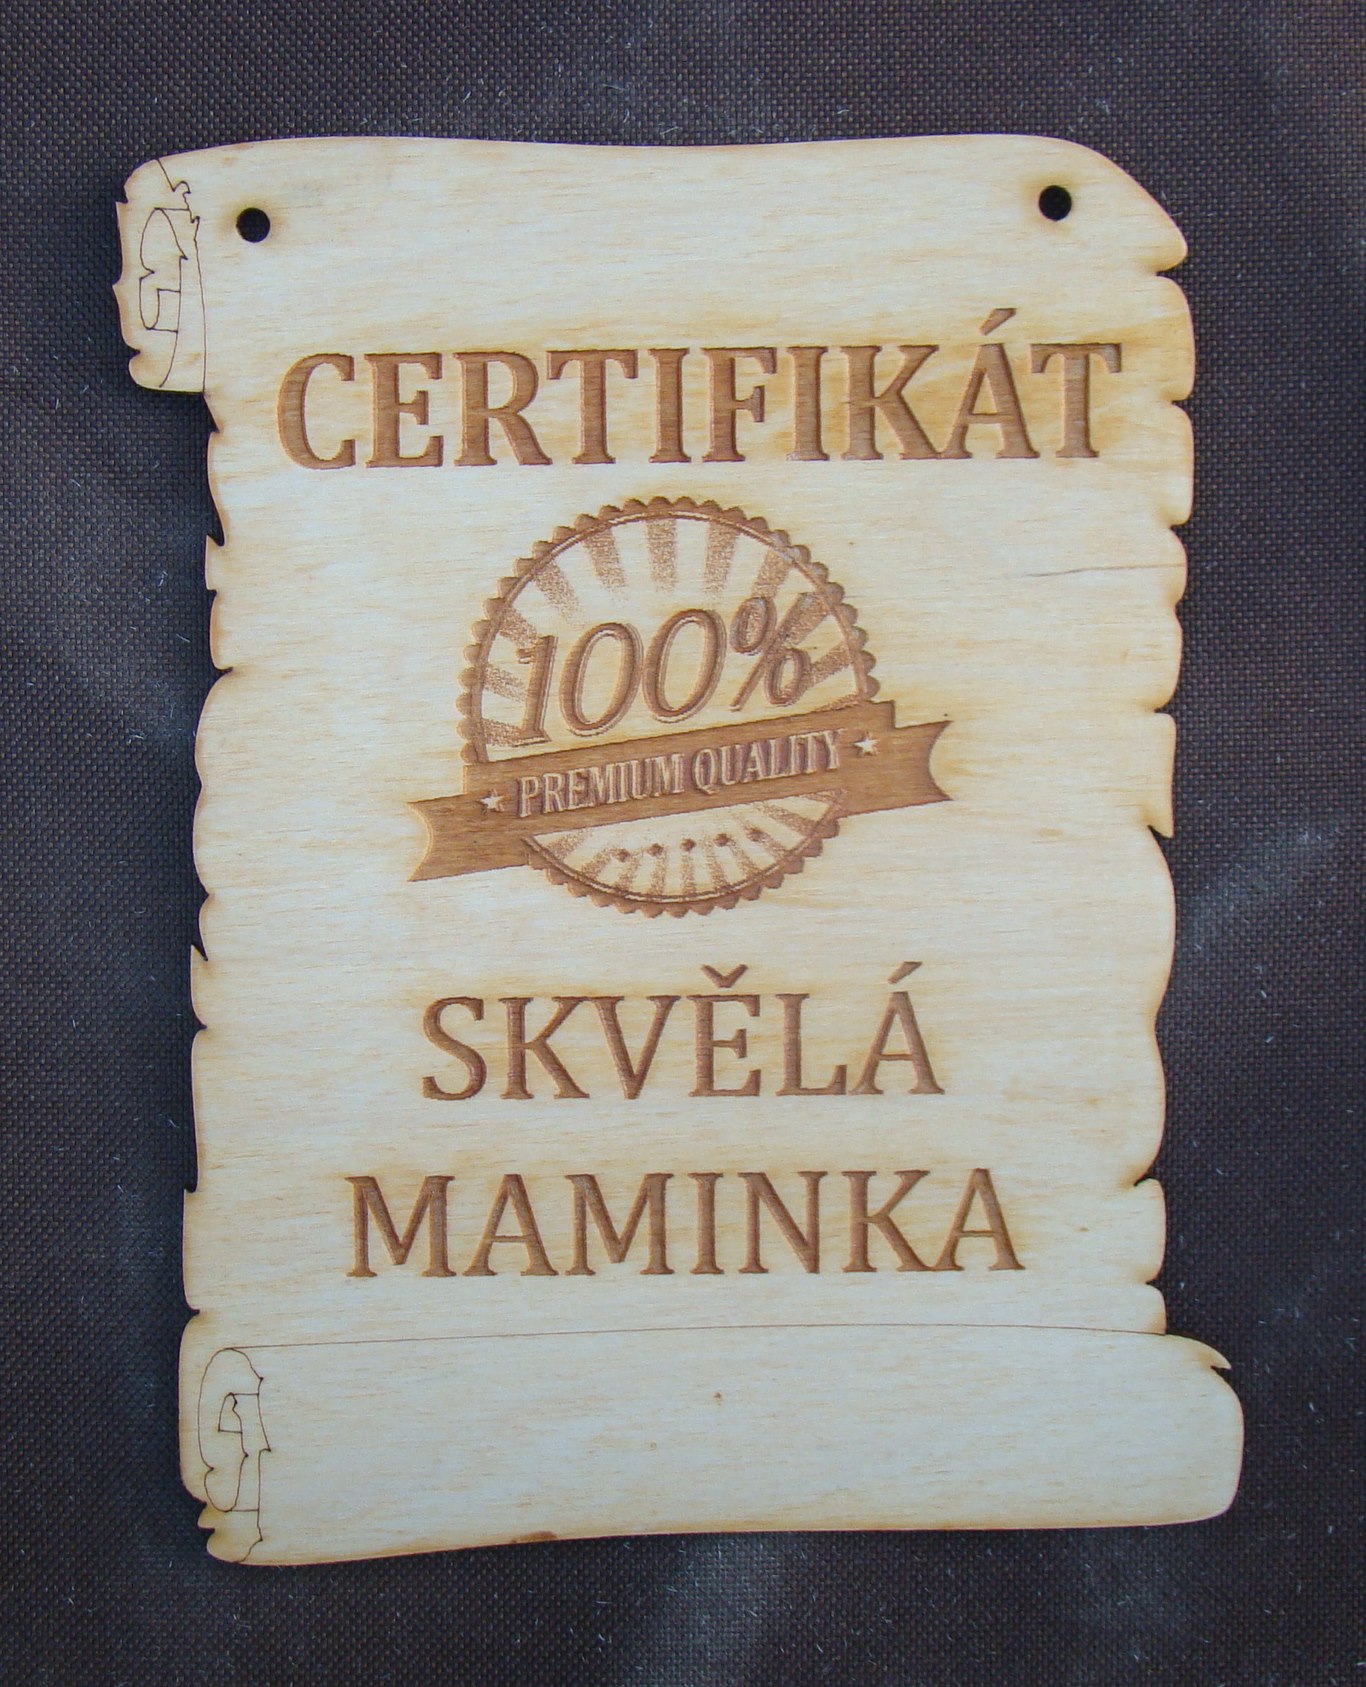 CERTIFIKÁT
100%
PREMIUM QUALITY
SKVĚLÁ
MAMINKA